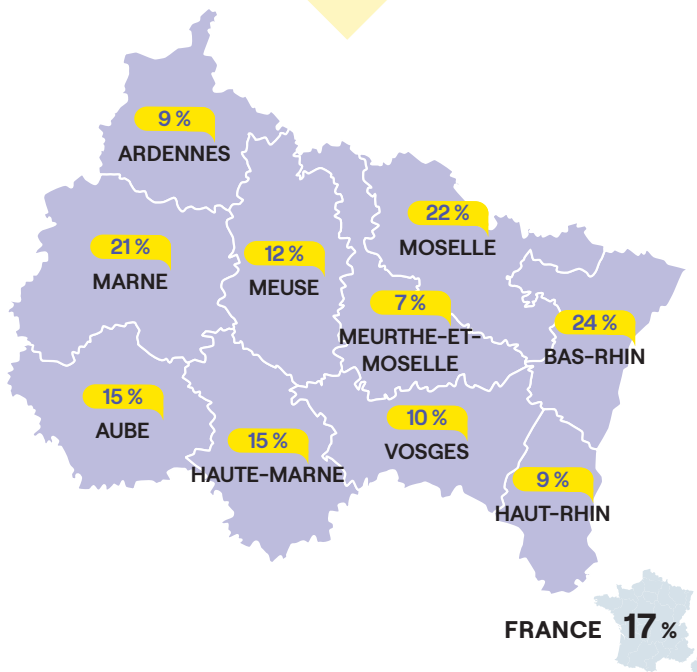 9 %
ARDENNES
22 %
MOSELLE
21 %
MARNE
12 %
MEUSE
7 %
MEURTHE-ET-
MOSELLE
24 %
BAS-RHIN
15 %
AUBE
15 %
HAUTE-MARNE
10 %
VOSGES
9 %
HAUT-RHIN
FRANCE 17 %